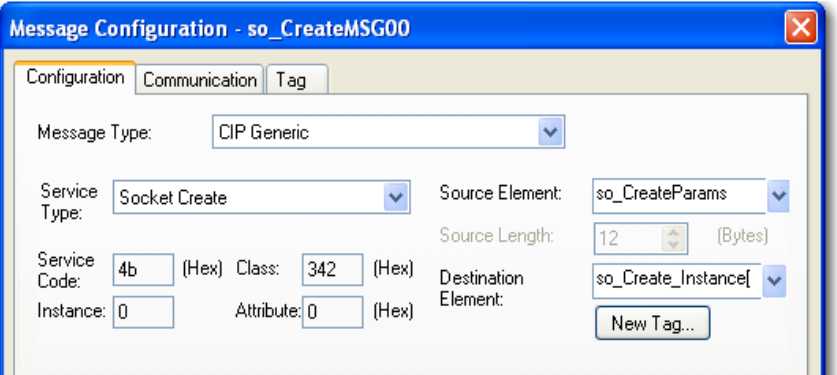 Message Configuration - so_CreateMSG00
Configuration Communication Tag
Message Type: CIP Generic
Service Type: Socket Create
Source Element: so_CreateParams
Source Length: 12 (Bytes)
Service Code: 4b (Hex) Class: 342 (Hex)
Destination Element: so_Create_Instance[
Instance: 0 Attribute: 0 (Hex)
New Tag...